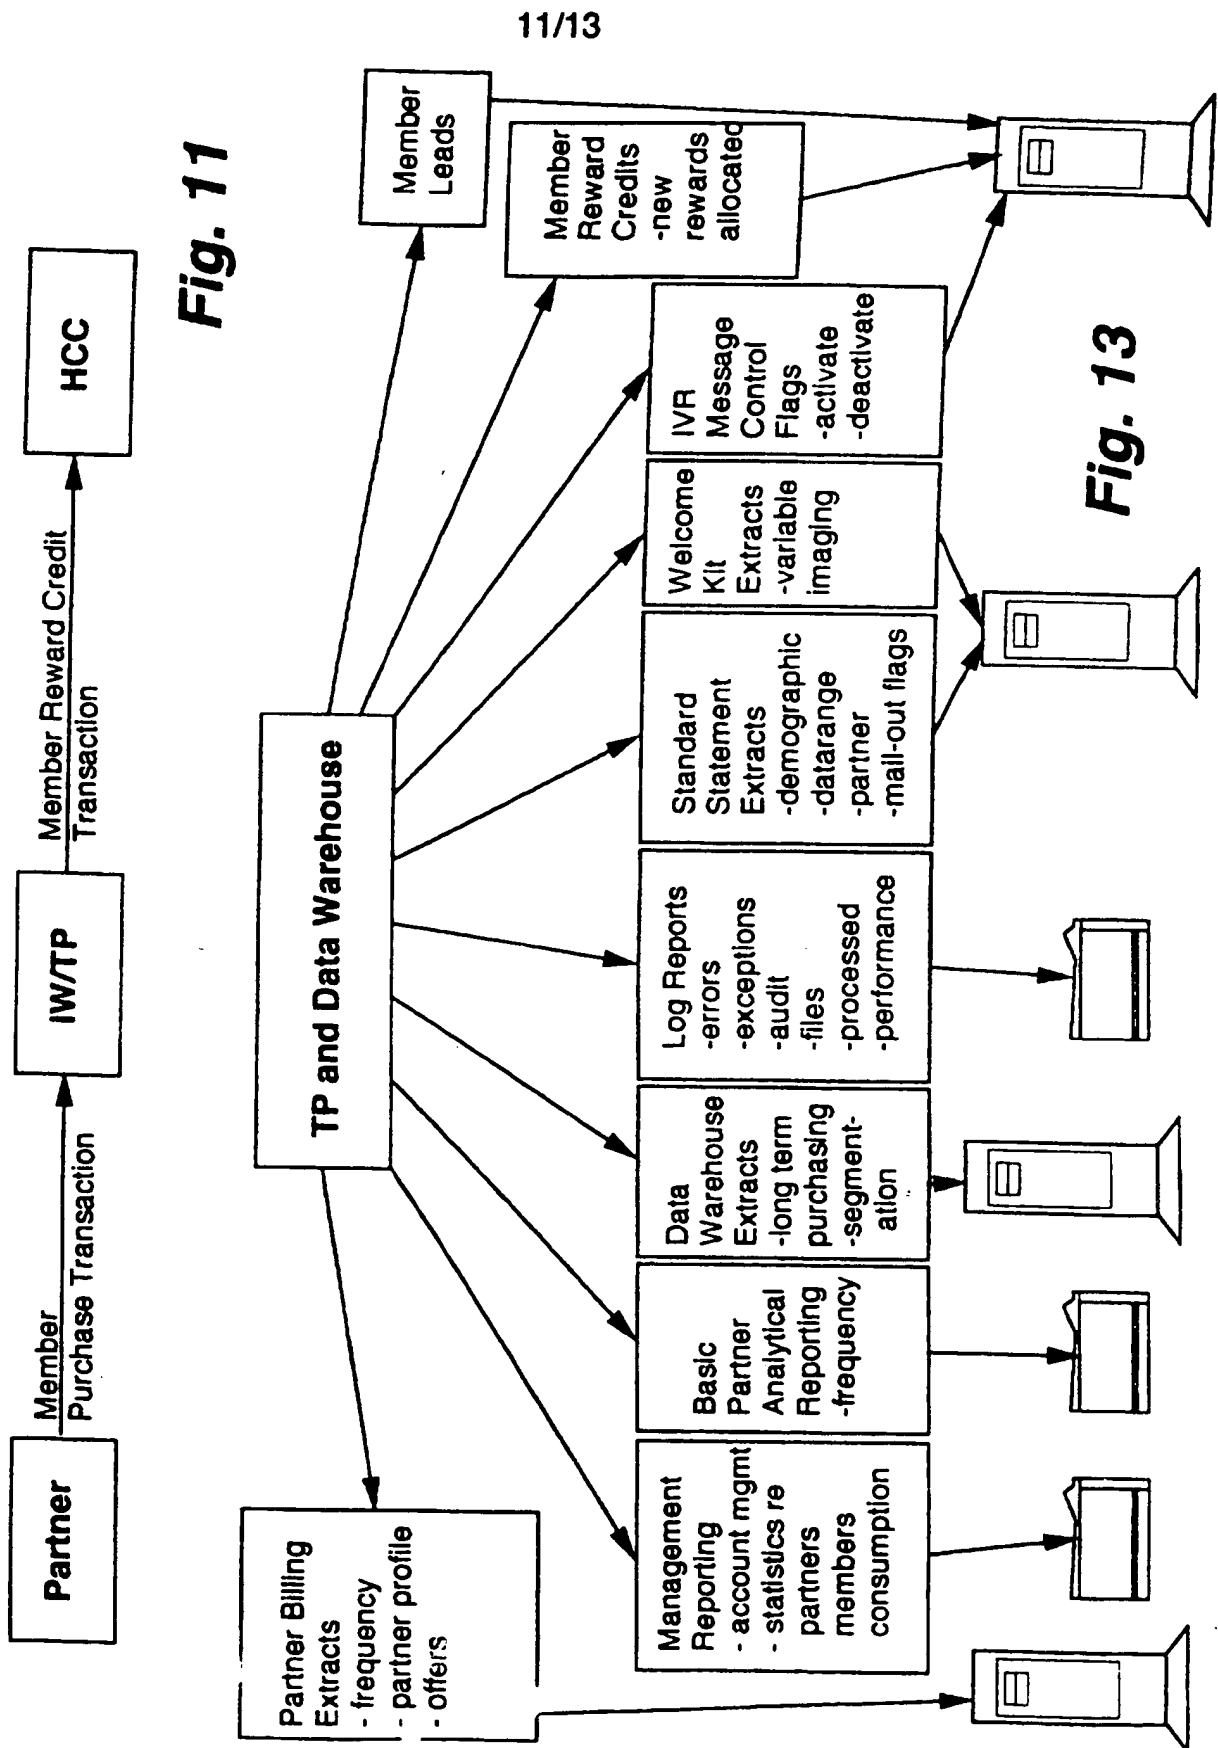 11/13
Partner
Member
Purchase Transaction
IW/TP
Member Reward Credit
Transaction
HCC
Fig. 11
TP and Data Warehouse
Partner Billing
Extracts
- frequency
- partner profile
- offers
Management
Reporting
- account mgmt
- statistics re
partners
members
consumption
Basic
Partner
Analytical
Reporting
-frequency
Data
Warehouse
Extracts
-long term
purchasing
-segment-
ation
Log Reports
-errors
-exceptions
-audit
-files
-processed
-performance
Standard
Statement
Extracts
-demographic
-datarange
-partner
-mail-out flags
Welcome
Kit
Extracts
-variable
imaging
IVR
Message
Control
Flags
-activate
-deactivate
Member
Reward
Credits
-new
rewards
allocated
Member
Leads
Fig. 13